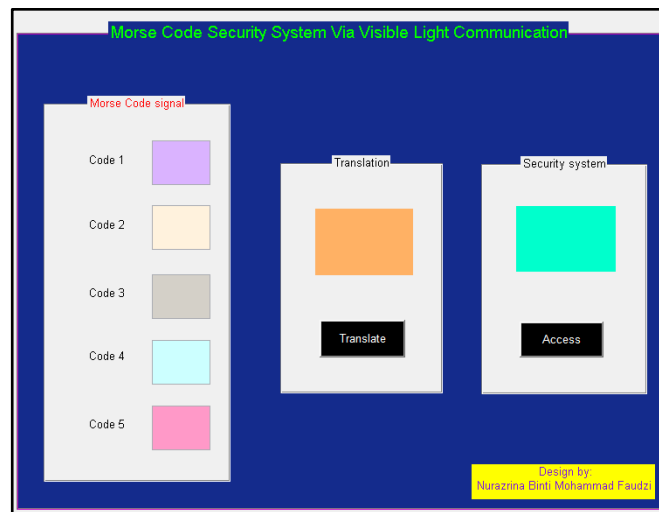 Morse Code Security System Via Visible Light Communication
Morse Code signal
Code 1
Code 2
Code 3
Code 4
Code 5
Translation
Translate
Security system
Access
Design by:
Nurazrina Binti Mohammad Faudzi